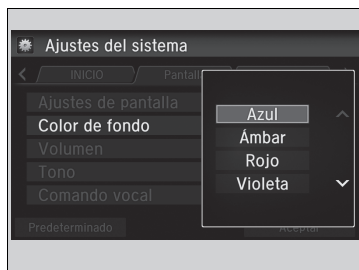 Ajustes del sistema
INICIO Pantall
Ajustes de pantalla
Color de fondo
Volumen
Tono
Comando vocal
Azul
Ámbar
Rojo
Violeta
Predeterminado Aceptar